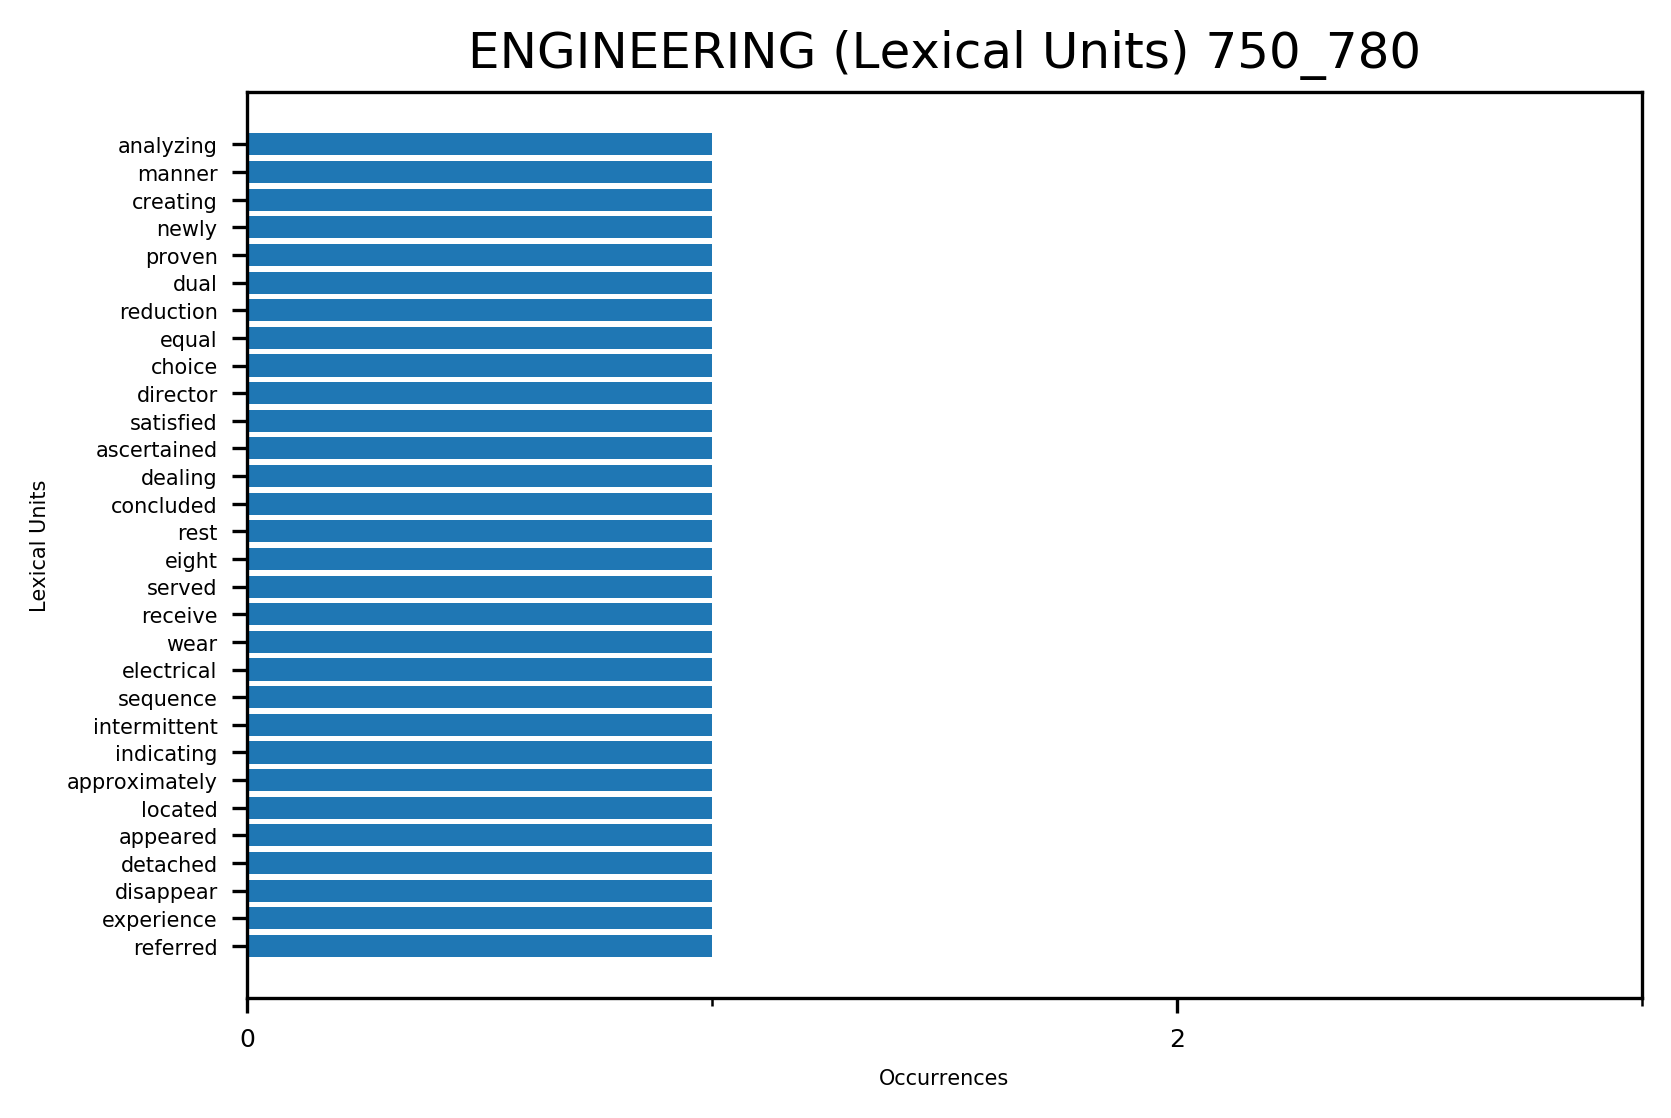 ENGINEERING (Lexical Units) 750_780
analyzing
manner
creating
newly
proven
dual
reduction
equal
choice
director
satisfied
ascertained
dealing
concluded
rest
eight
served
receive
wear
electrical
sequence
intermittent
indicating
approximately
located
appeared
detached
disappear
experience
referred
Lexical Units
0
2
Occurrences